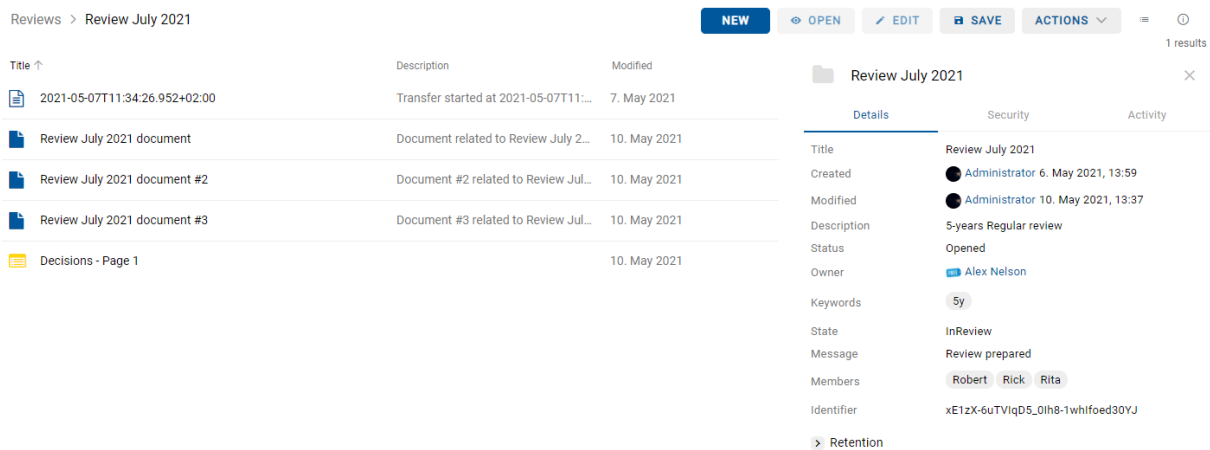 Reviews > Review July 2021
NEW OPEN EDIT SAVE ACTIONS
1 results
Title Description Modified
2021-05-07T11:34:26.952+02:00 Transfer started at 2021-05-07T11:... 7. May 2021
Review July 2021 document Document related to Review July 2... 10. May 2021
Review July 2021 document #2 Document #2 related to Review Jul... 10. May 2021
Review July 2021 document #3 Document #3 related to Review Jul... 10. May 2021
Decisions - Page 1 10. May 2021
Review July 2021
Details Security Activity
Title Review July 2021
Created Administrator 6. May 2021, 13:59
Modified Administrator 10. May 2021, 13:37
Description 5-years Regular review
Status Opened
Owner Alex Nelson
Keywords 5y
State InReview
Message Review prepared
Members Robert Rick Rita
Identifier xE1zX-6uTVIqD5_0Ih8-1whIfoed30YJ
> Retention